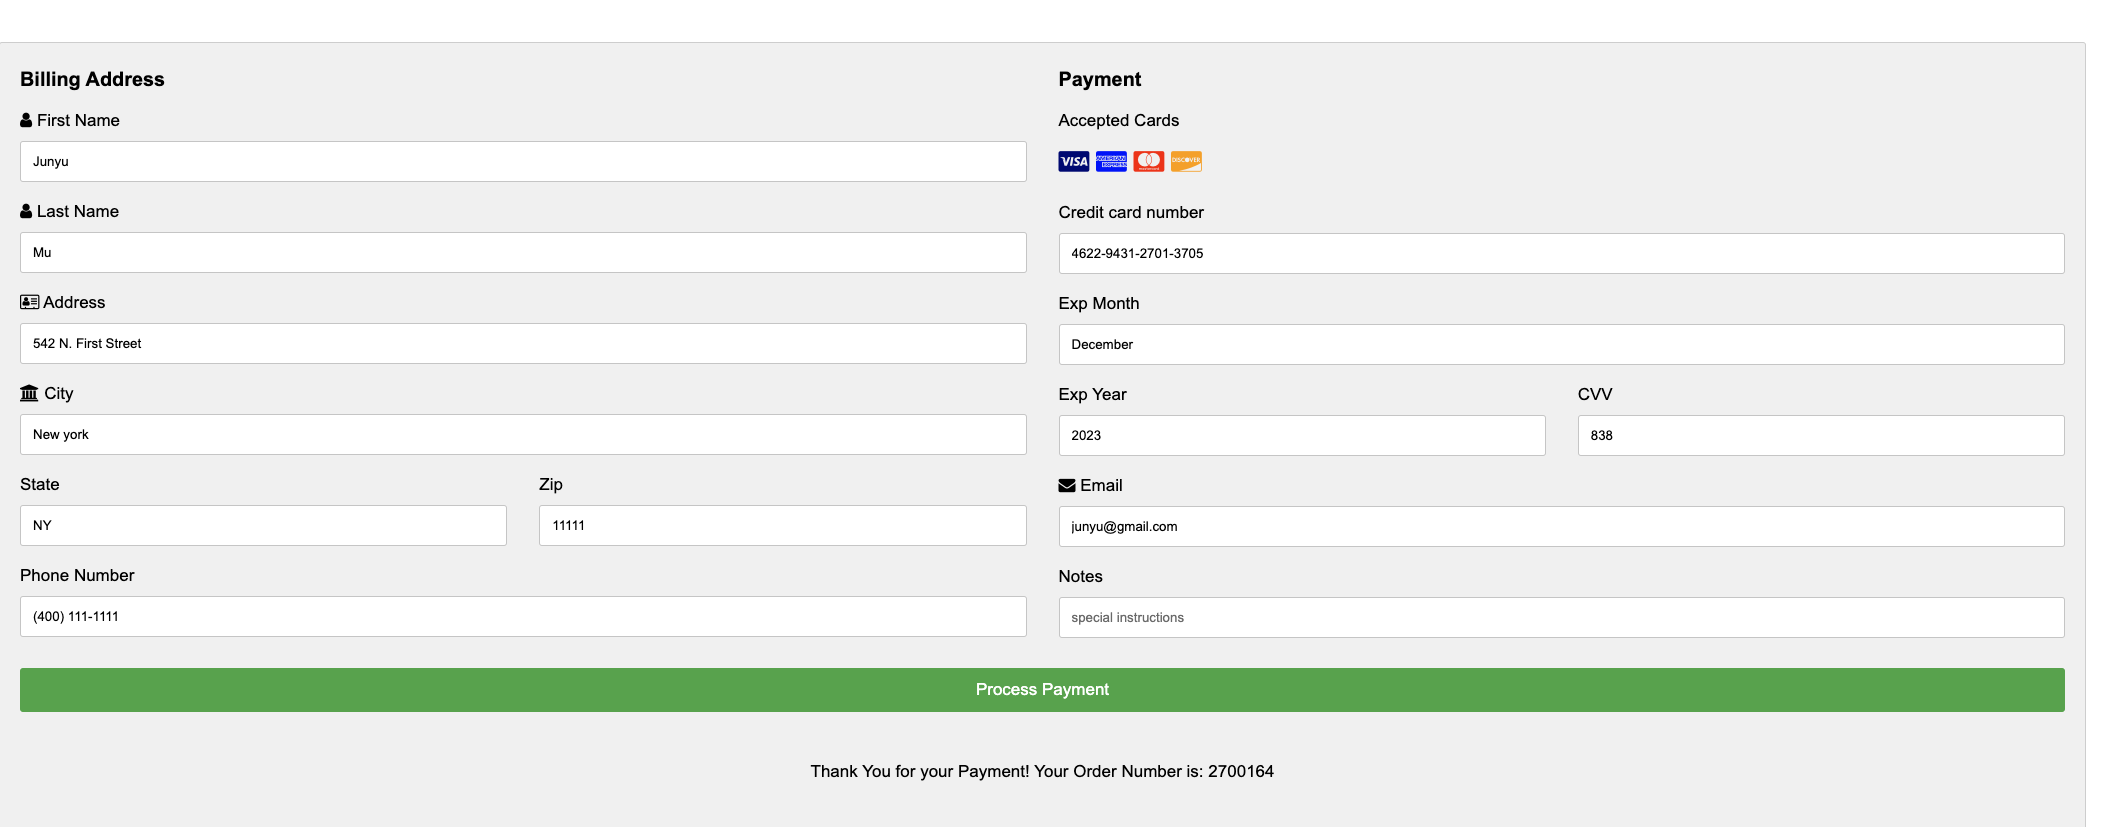 Billing Address
First Name
Junyu
Last Name
Mu
Address
542 N. First Street
City
New york
State
Zip
NY
11111
Phone Number
(400) 111-1111
Payment
Accepted Cards
VISA
AMERICAN EXPRESS
DISCOVER
Credit card number
4622-9431-2701-3705
Exp Month
December
Exp Year
CVV
2023
838
Email
junyu@gmail.com
Notes
special instructions
Process Payment
Thank You for your Payment! Your Order Number is: 2700164